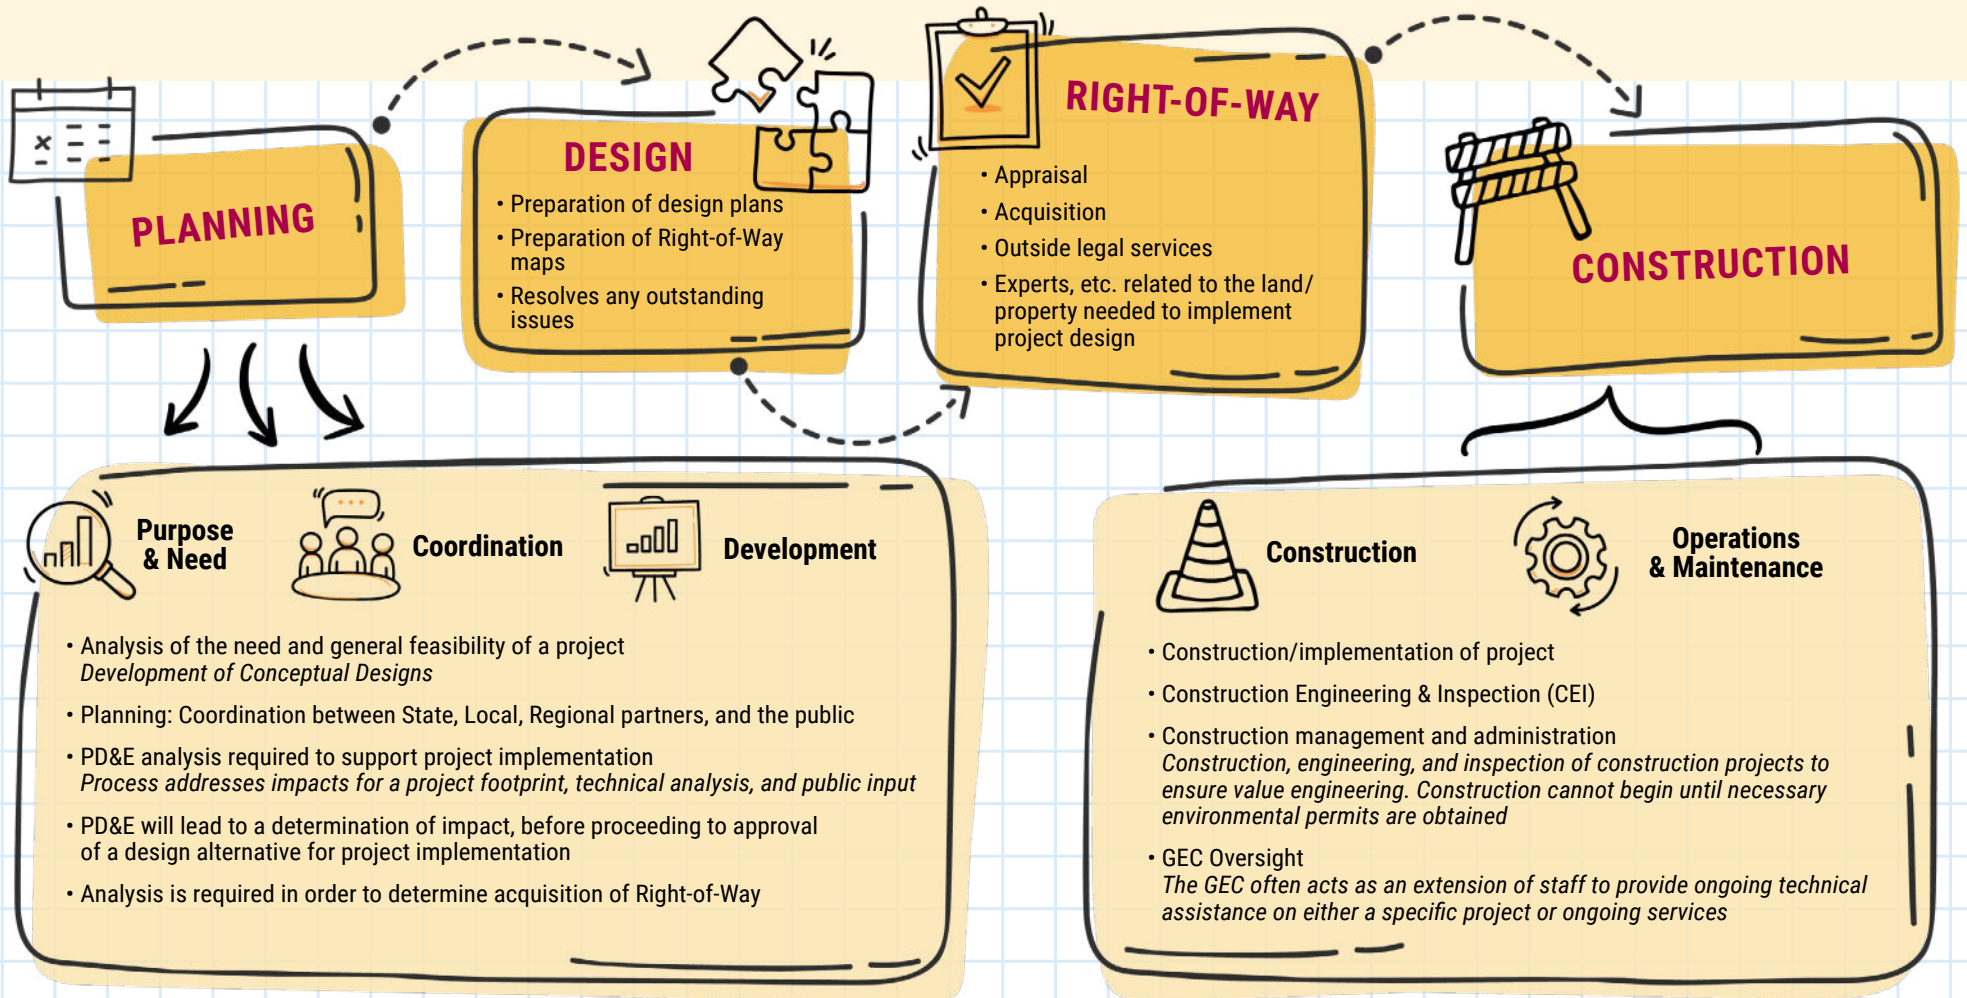 PLANNING
DESIGN
• Preparation of design plans
• Preparation of Right-of-Way
maps
• Resolves any outstanding
issues
RIGHT-OF-WAY
• Appraisal
• Acquisition
• Outside legal services
• Experts, etc. related to the land/
property needed to implement
project design
CONSTRUCTION
Purpose
& Need
Coordination
Development
• Analysis of the need and general feasibility of a project
Development of Conceptual Designs
• Planning: Coordination between State, Local, Regional partners, and the public
• PD&E analysis required to support project implementation
Process addresses impacts for a project footprint, technical analysis, and public input
• PD&E will lead to a determination of impact, before proceeding to approval
of a design alternative for project implementation
• Analysis is required in order to determine acquisition of Right-of-Way
Construction
Operations
& Maintenance
• Construction/implementation of project
• Construction Engineering & Inspection (CEI)
• Construction management and administration
Construction, engineering, and inspection of construction projects to
ensure value engineering. Construction cannot begin until necessary
environmental permits are obtained
• GEC Oversight
The GEC often acts as an extension of staff to provide ongoing technical
assistance on either a specific project or ongoing services